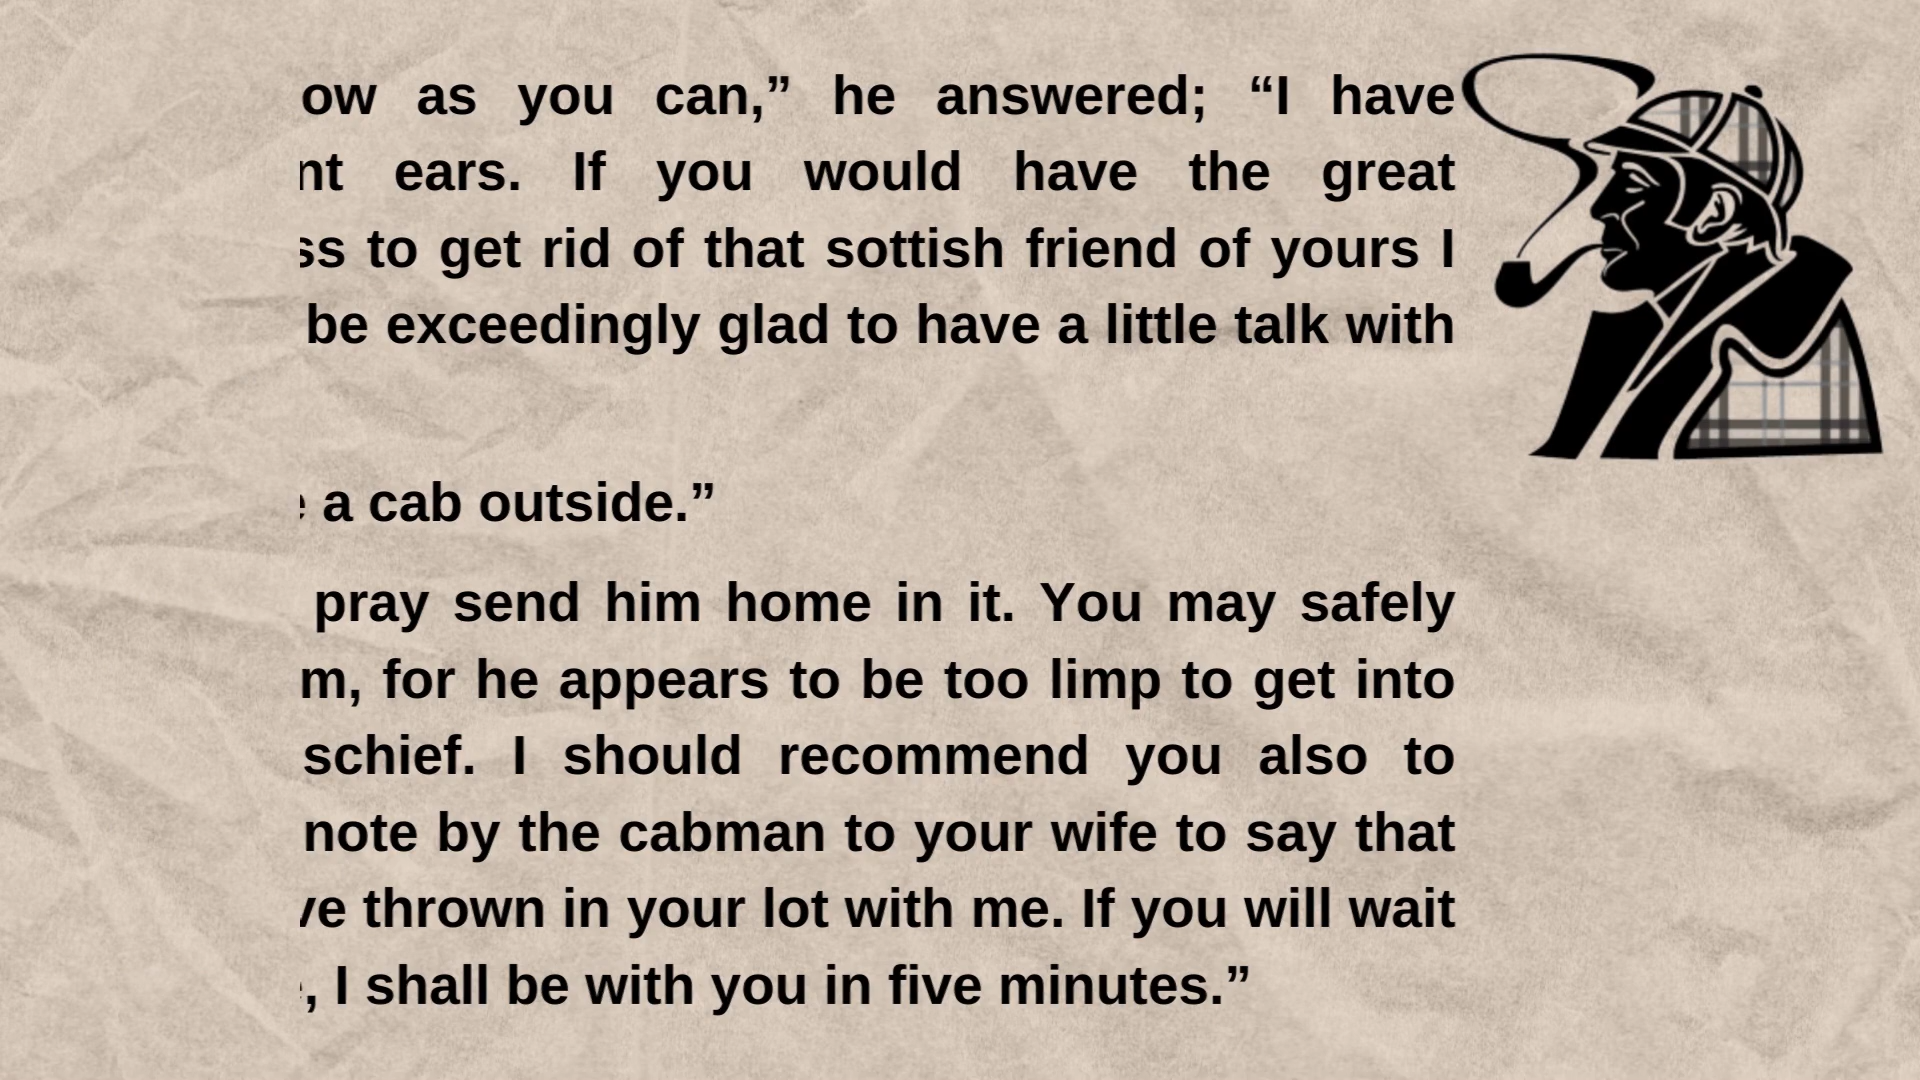 ow as you can,” he answered; “I have
nt ears. If you would have the great
ss to get rid of that sottish friend of yours I
be exceedingly glad to have a little talk with
a cab outside.”
pray send him home in it. You may safely
m, for he appears to be too limp to get into
schief. I should recommend you also to
note by the cabman to your wife to say that
ve thrown in your lot with me. If you will wait
, I shall be with you in five minutes.”